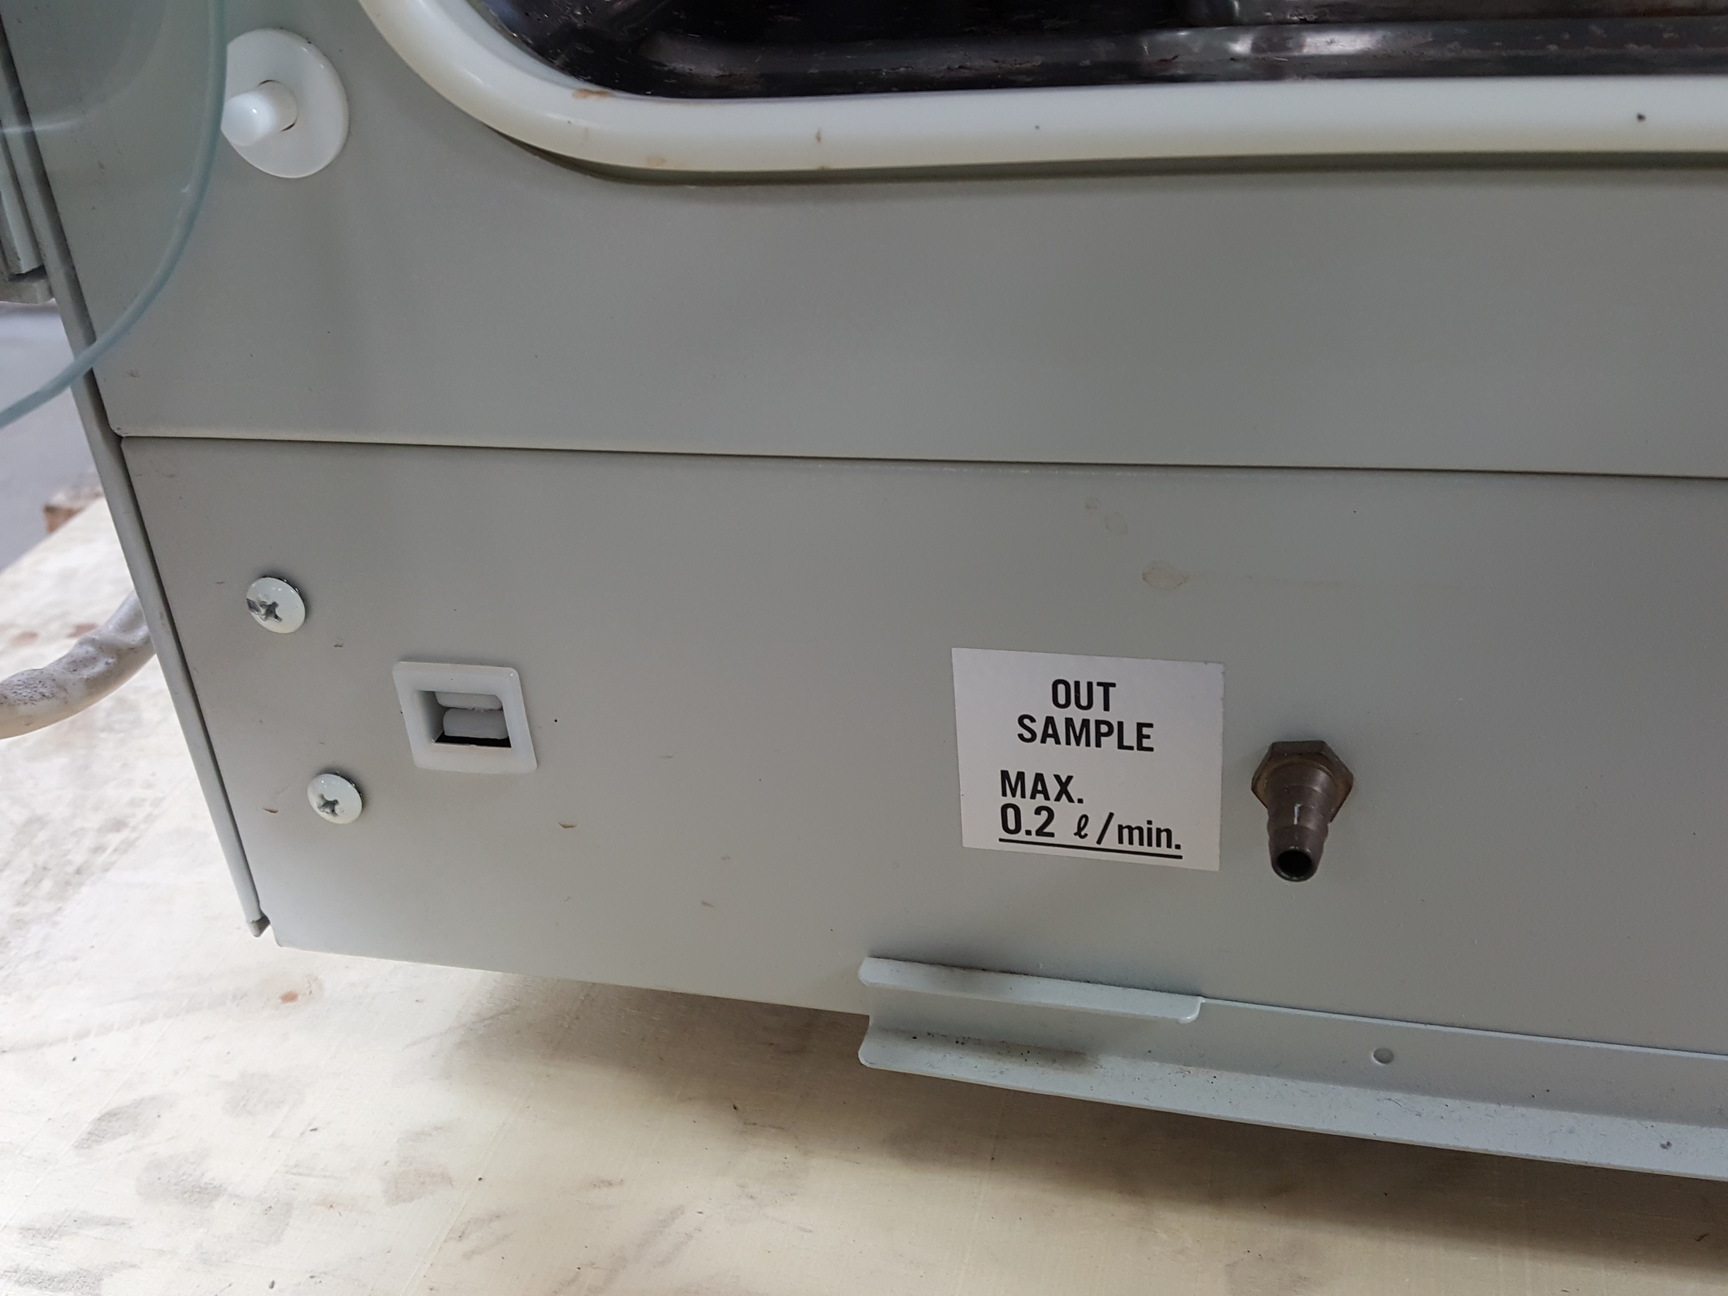 OUT
SAMPLE
MAX.
0.2 ℓ/min.